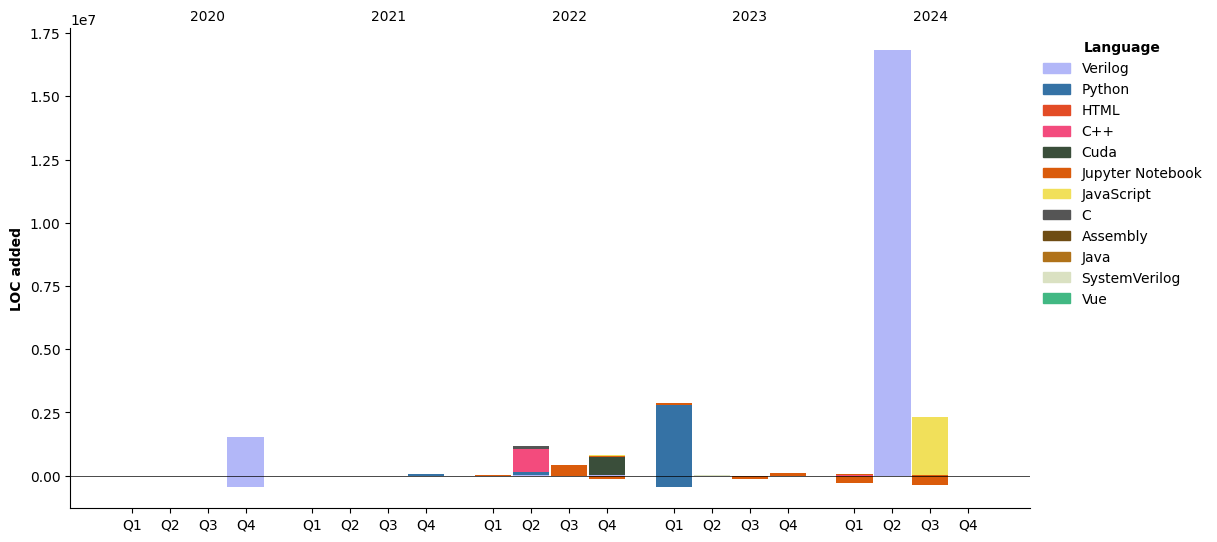 2020 2021 2022 2023 2024
1e7
1.75
1.50
1.25
1.00
0.75
0.50
0.25
0.00
LOC added
Q1 Q2 Q3 Q4 Q1 Q2 Q3 Q4 Q1 Q2 Q3 Q4 Q1 Q2 Q3 Q4 Q1 Q2 Q3 Q4
Language
Verilog
Python
HTML
C++
Cuda
Jupyter Notebook
JavaScript
C
Assembly
Java
SystemVerilog
Vue